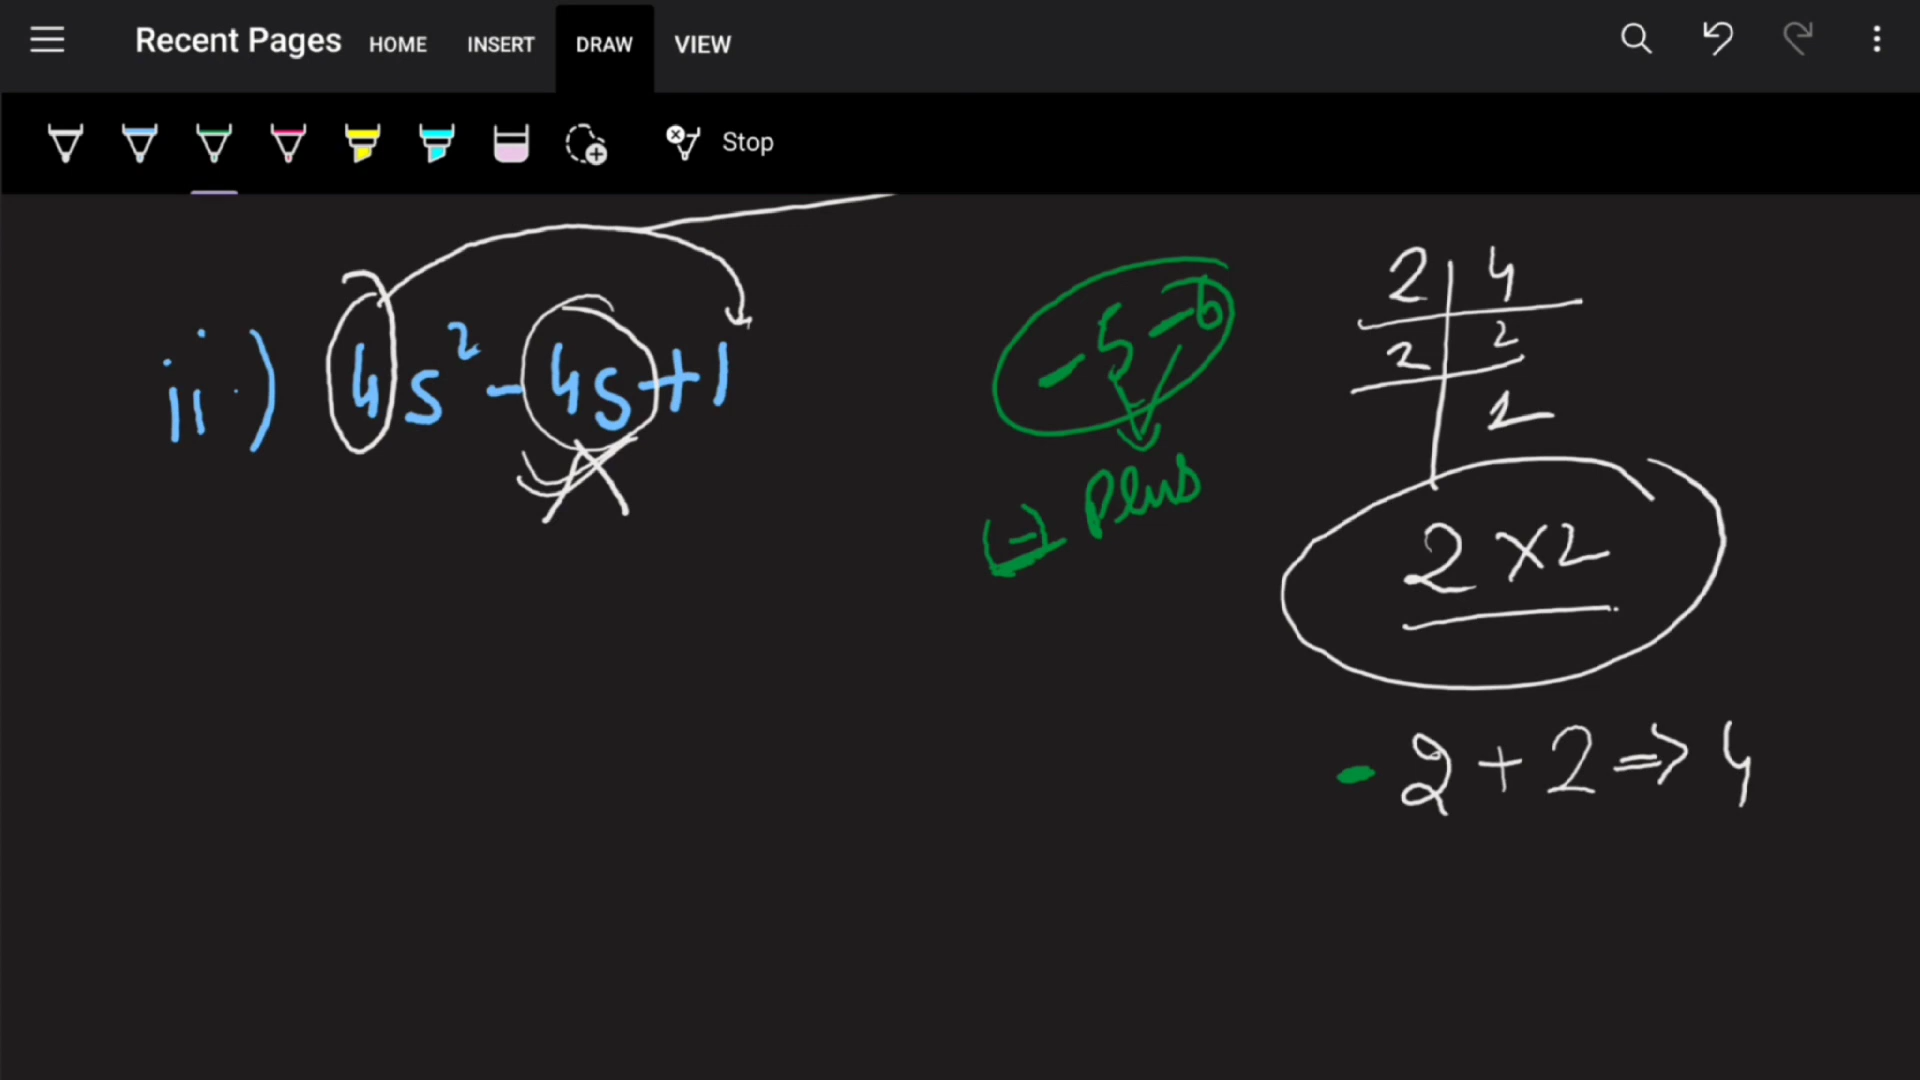 Recent Pages HOME INSERT DRAW VIEW
Stop
ii) 4s² - 4s + 1
- 5 - 6
Plus
(-)
2 | 4
2 | 2
1
2 × 2
- 2 + 2 => 4